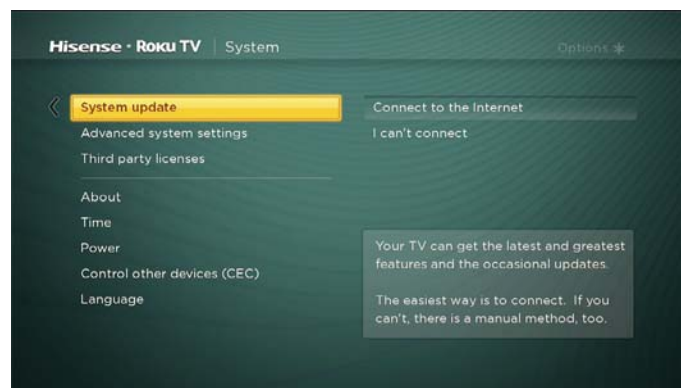 Hisense • Roku TV | System
Options *
System update
Advanced system settings
Third party licenses
About
Time
Power
Control other devices (CEC)
Language
Connect to the Internet
I can't connect
Your TV can get the latest and greatest
features and the occasional updates.
The easiest way is to connect. If you
can't, there is a manual method, too.